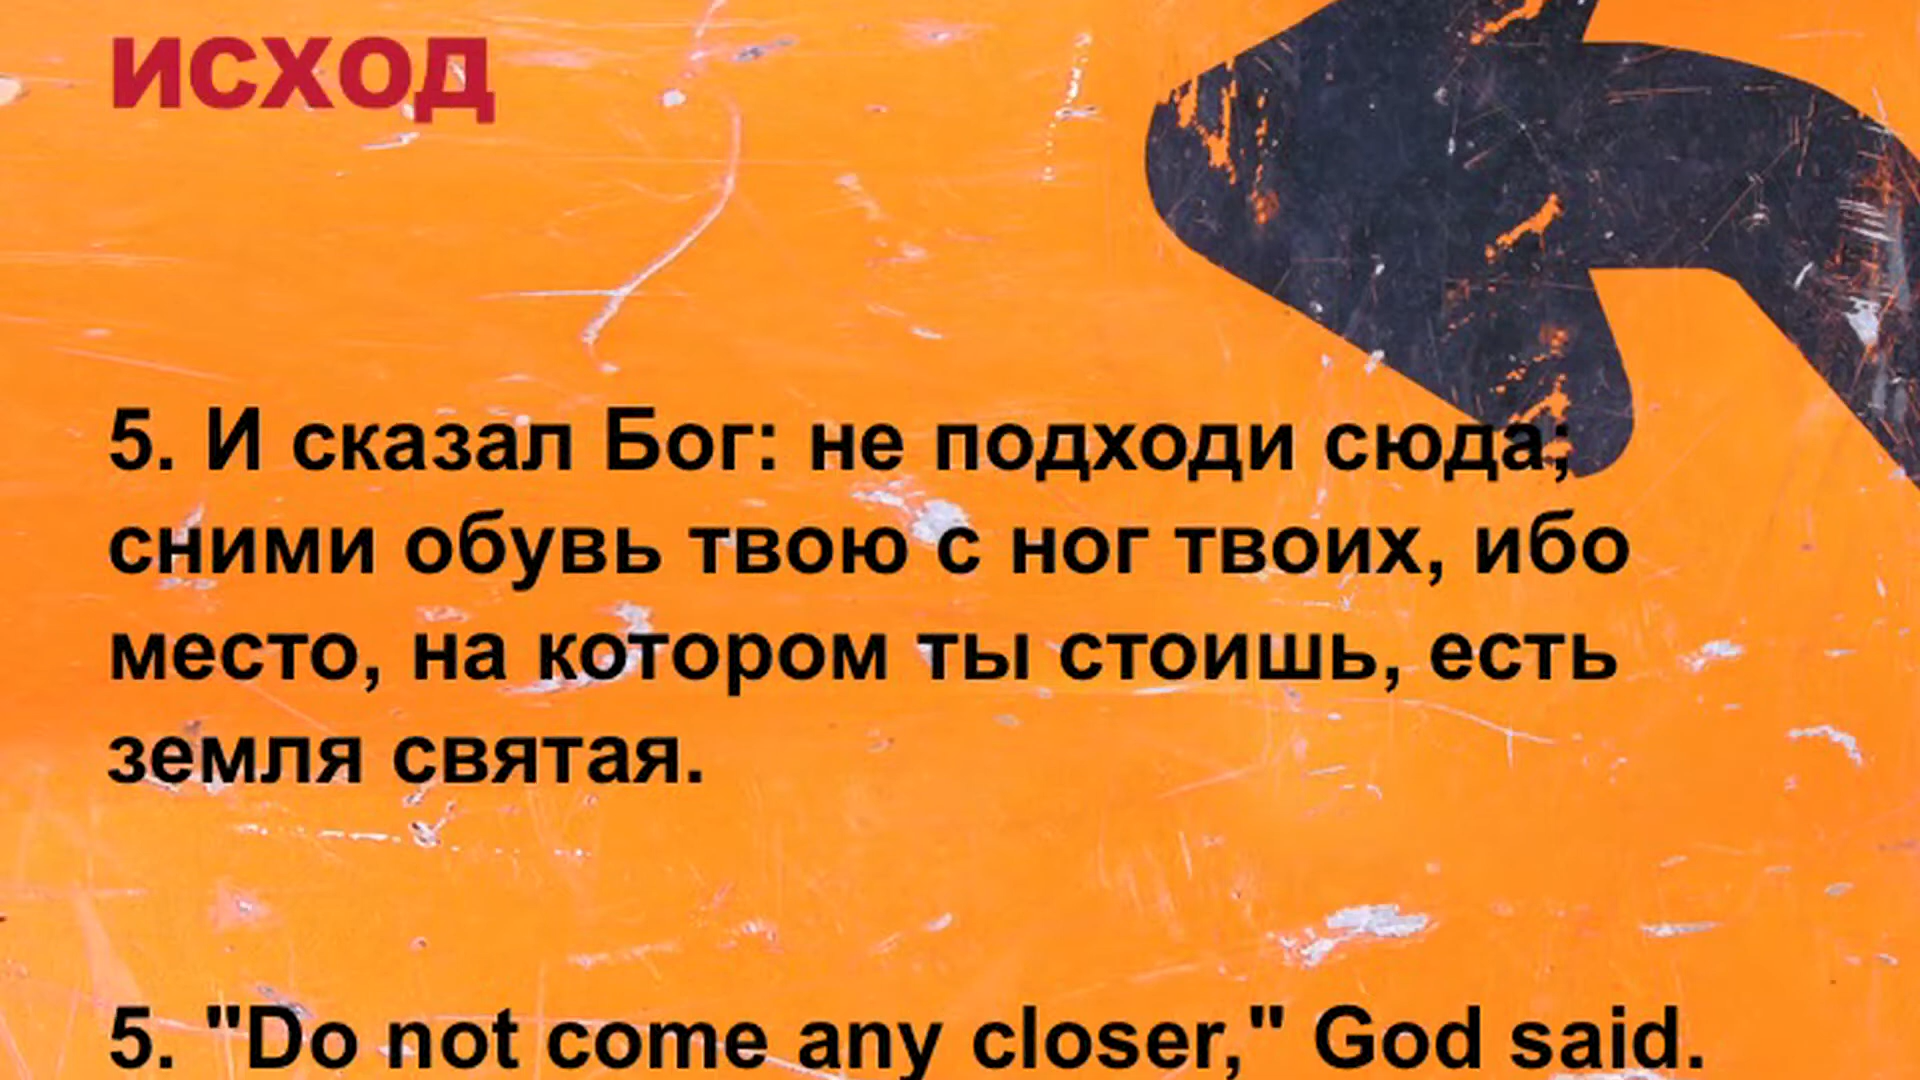 исход
5. И сказал Бог: не подходи сюда;
сними обувь твою с ног твоих, ибо
место, на котором ты стоишь, есть
земля святая.
5. "Do not come any closer," God said.